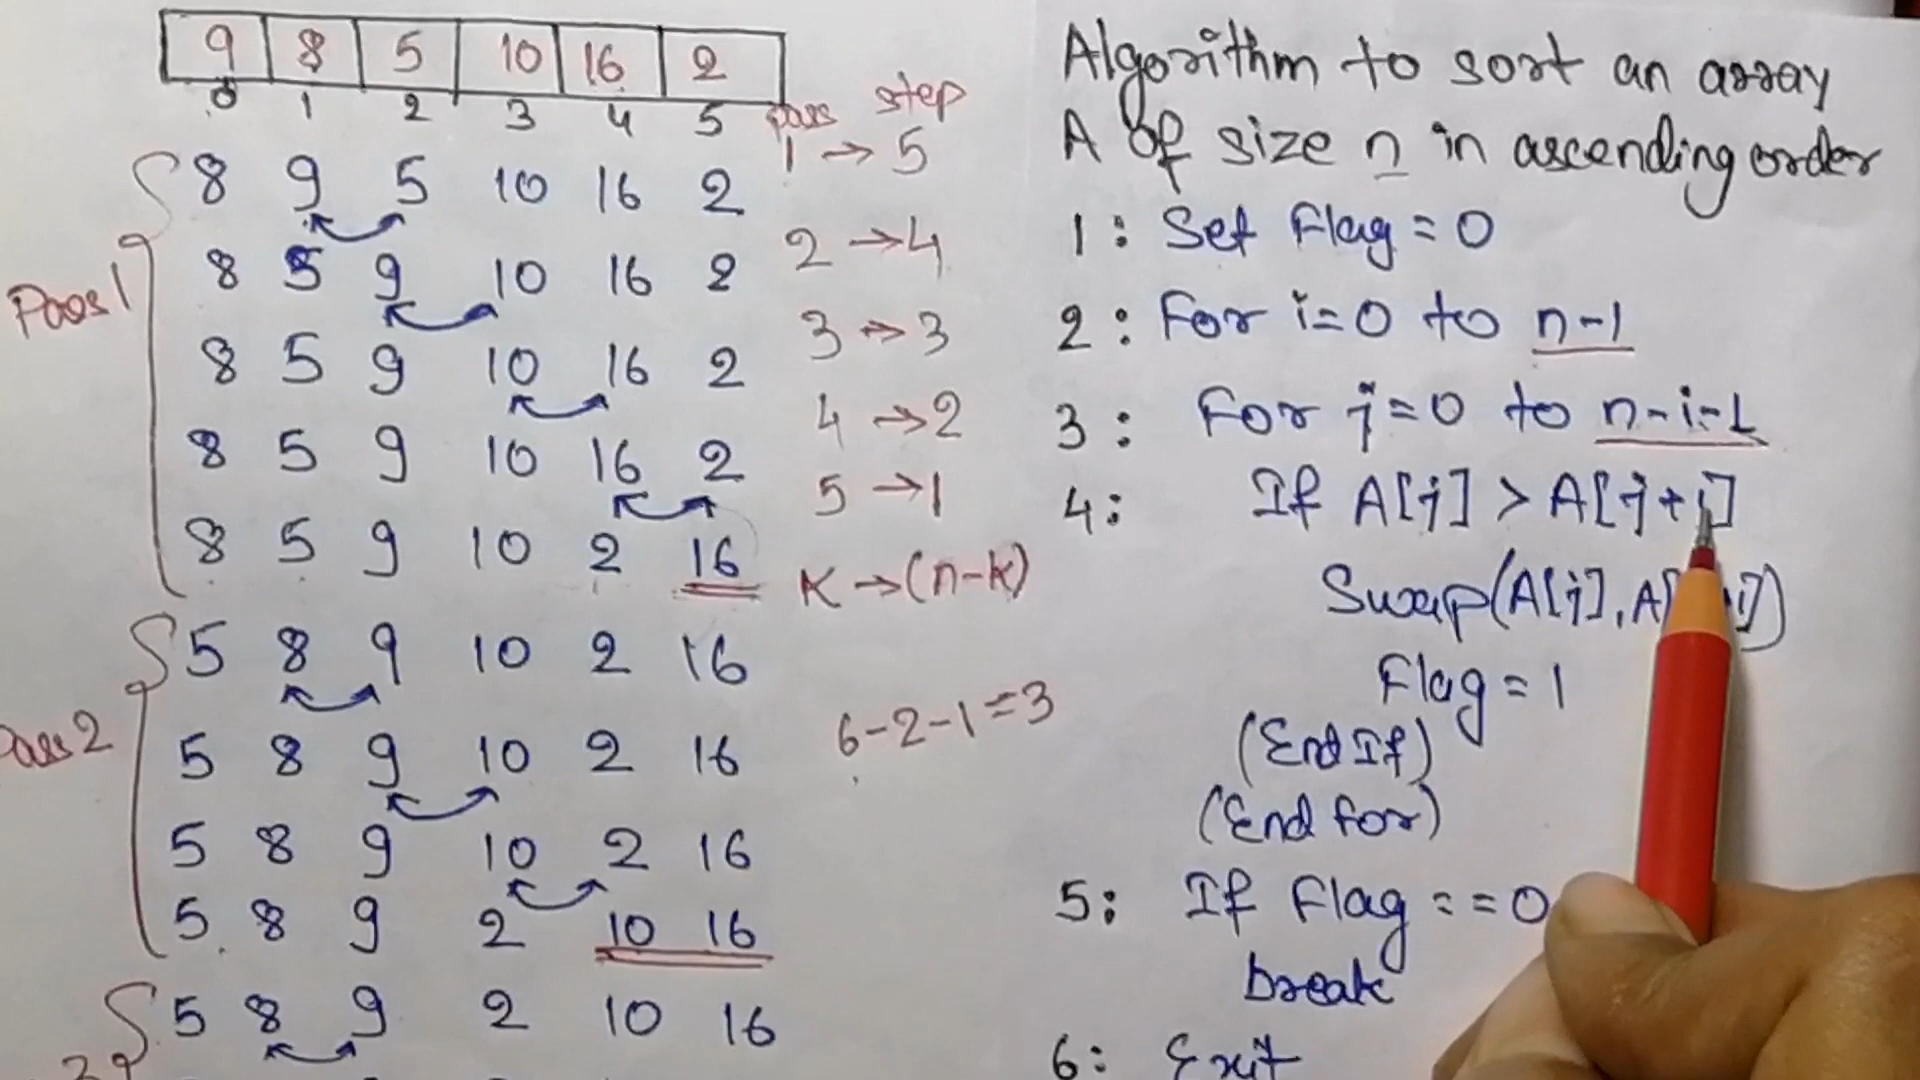 9 8 5 10 16 2
0 1 2 3 4 5
8 9 5 10 16 2
8 5 9 10 16 2
8 5 9 10 16 2
8 5 9 10 16 2
8 5 9 10 2 16
Pass 1
5 8 9 10 2 16
5 8 9 10 2 16
5 8 9 10 2 16
5 8 9 2 10 16
Pass 2
5 8 9 2 10 16
pass step
1 → 5
2 → 4
3 → 3
4 → 2
5 → 1
K → (n-k)
6-2-1=3
Algorithm to sort an array
A of size n in ascending order
1: Set Flag = 0
2: For i=0 to n-1
3: For j=0 to n-i-1
4: If A[j] > A[j+1]
Swap(A[j], A[
Flag = 1
(End If)
(End for)
5: If Flag == 0
break
6: Exit